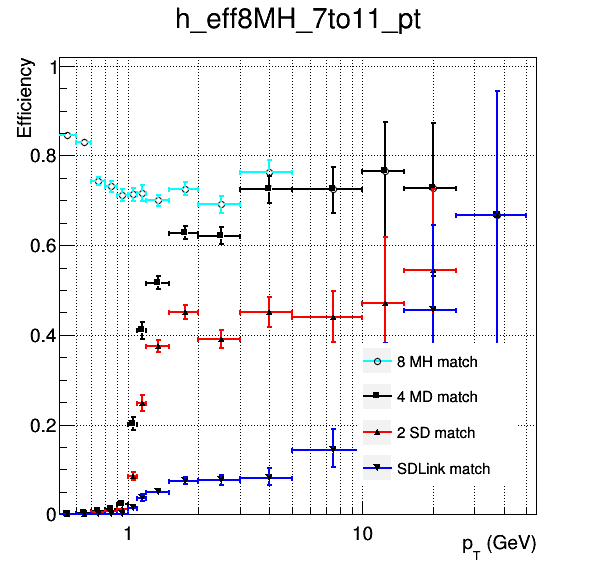 h_eff8MH_7to11_pt
Efficiency
1
0.8
0.6
0.4
0.2
0
8 MH match
4 MD match
2 SD match
SDLink match
1
10
p_T (GeV)